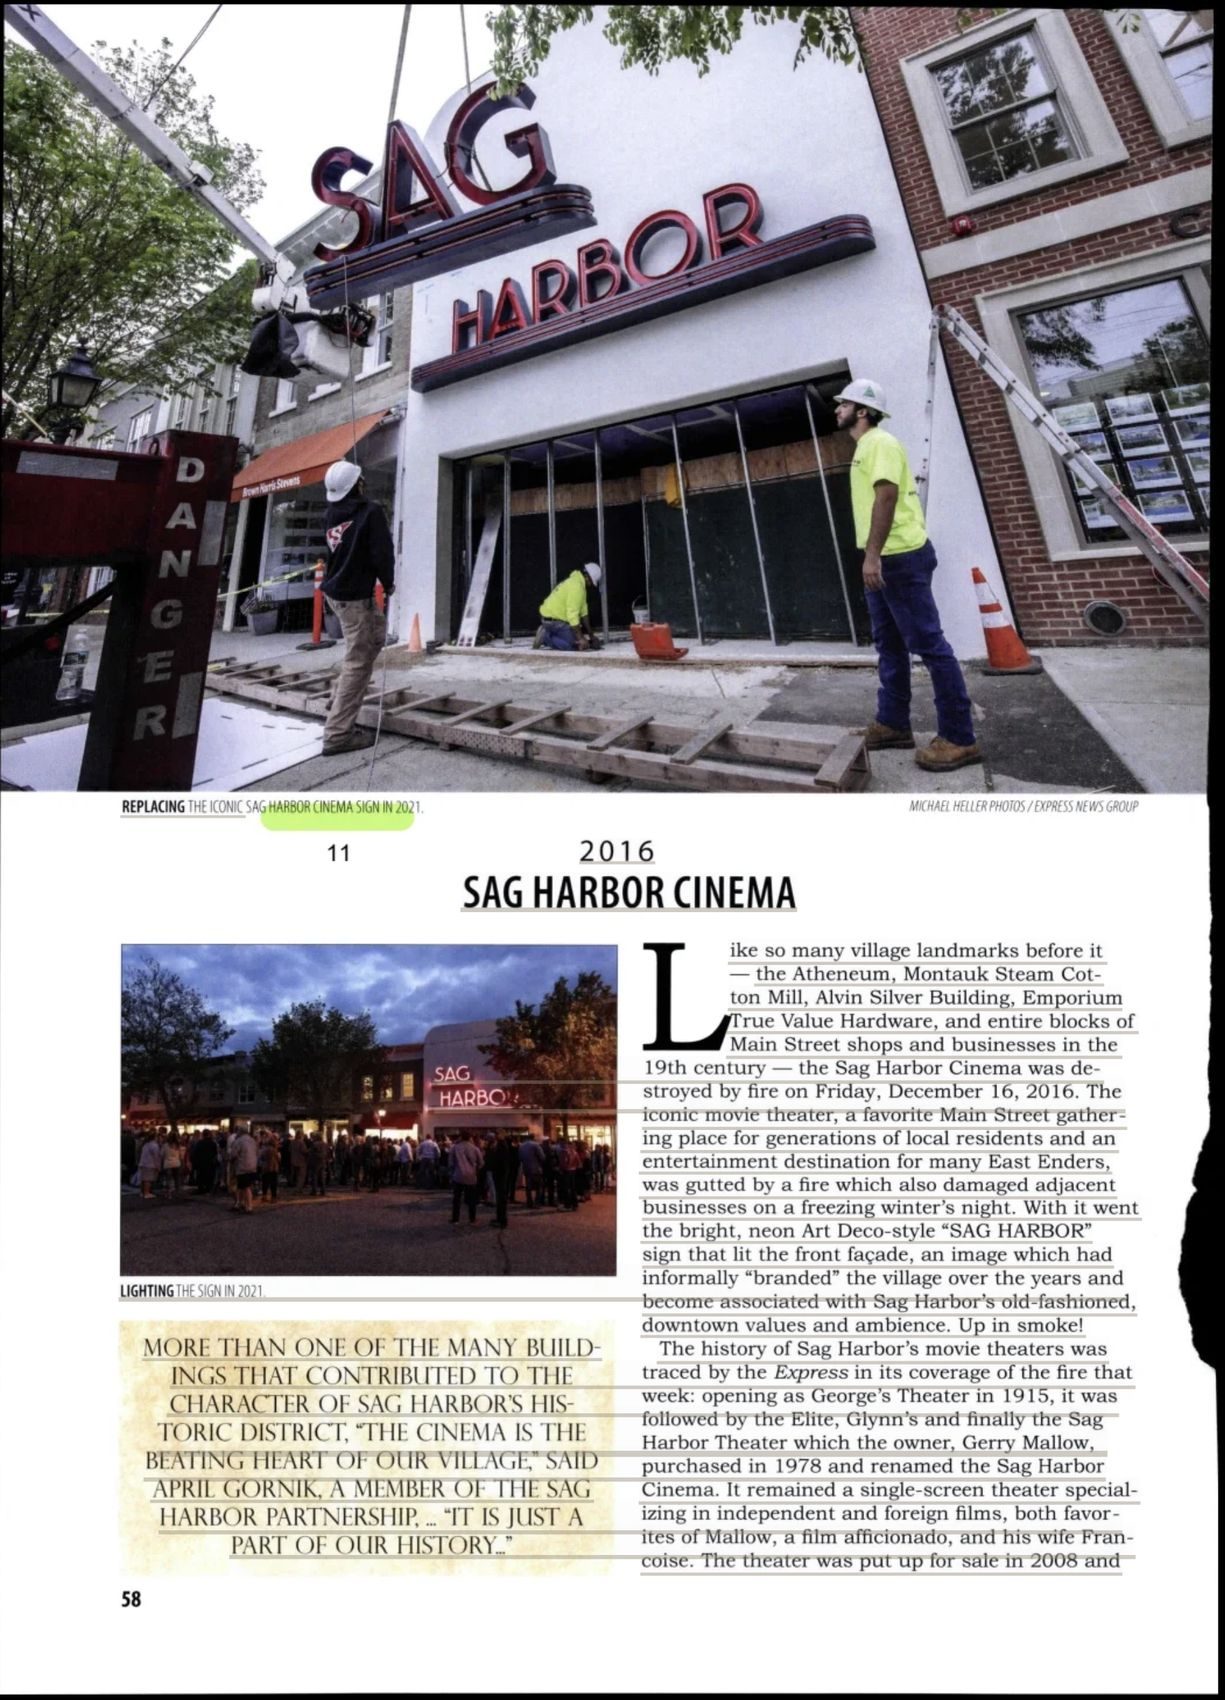 SAG
HARBOR
Brown Harris Stevens
DANGER
REPLACING THE ICONIC SAG HARBOR CINEMA SIGN IN 2021.
MICHAEL HELLER PHOTOS / EXPRESS NEWS GROUP
11
2016
SAG HARBOR CINEMA
SAG
HARBOR
LIGHTING THE SIGN IN 2021.
MORE THAN ONE OF THE MANY BUILD-
INGS THAT CONTRIBUTED TO THE
CHARACTER OF SAG HARBOR'S HIS-
TORIC DISTRICT, "THE CINEMA IS THE
BEATING HEART OF OUR VILLAGE," SAID
APRIL GORNIK, A MEMBER OF THE SAG
HARBOR PARTNERSHIP, ... "IT IS JUST A
PART OF OUR HISTORY..."
Like so many village landmarks before it
— the Atheneum, Montauk Steam Cot-
ton Mill, Alvin Silver Building, Emporium
True Value Hardware, and entire blocks of
Main Street shops and businesses in the
19th century — the Sag Harbor Cinema was de-
stroyed by fire on Friday, December 16, 2016. The
iconic movie theater, a favorite Main Street gather-
ing place for generations of local residents and an
entertainment destination for many East Enders,
was gutted by a fire which also damaged adjacent
businesses on a freezing winter's night. With it went
the bright, neon Art Deco-style “SAG HARBOR”
sign that lit the front façade, an image which had
informally “branded” the village over the years and
become associated with Sag Harbor's old-fashioned,
downtown values and ambience. Up in smoke!
The history of Sag Harbor's movie theaters was
traced by the Express in its coverage of the fire that
week: opening as George's Theater in 1915, it was
followed by the Elite, Glynn's and finally the Sag
Harbor Theater which the owner, Gerry Mallow,
purchased in 1978 and renamed the Sag Harbor
Cinema. It remained a single-screen theater special-
izing in independent and foreign films, both favor-
ites of Mallow, a film afficionado, and his wife Fran-
coise. The theater was put up for sale in 2008 and
58